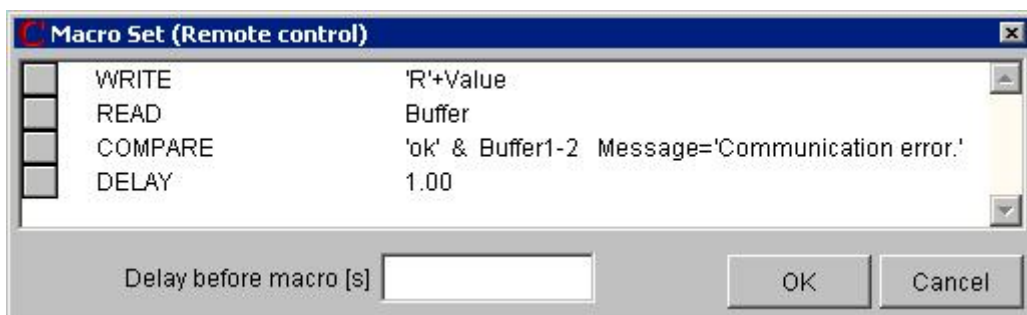 Macro Set (Remote control)
WRITE 'R'+Value
READ Buffer
COMPARE 'ok' & Buffer1-2 Message='Communication error.'
DELAY 1.00
Delay before macro [s] OK Cancel